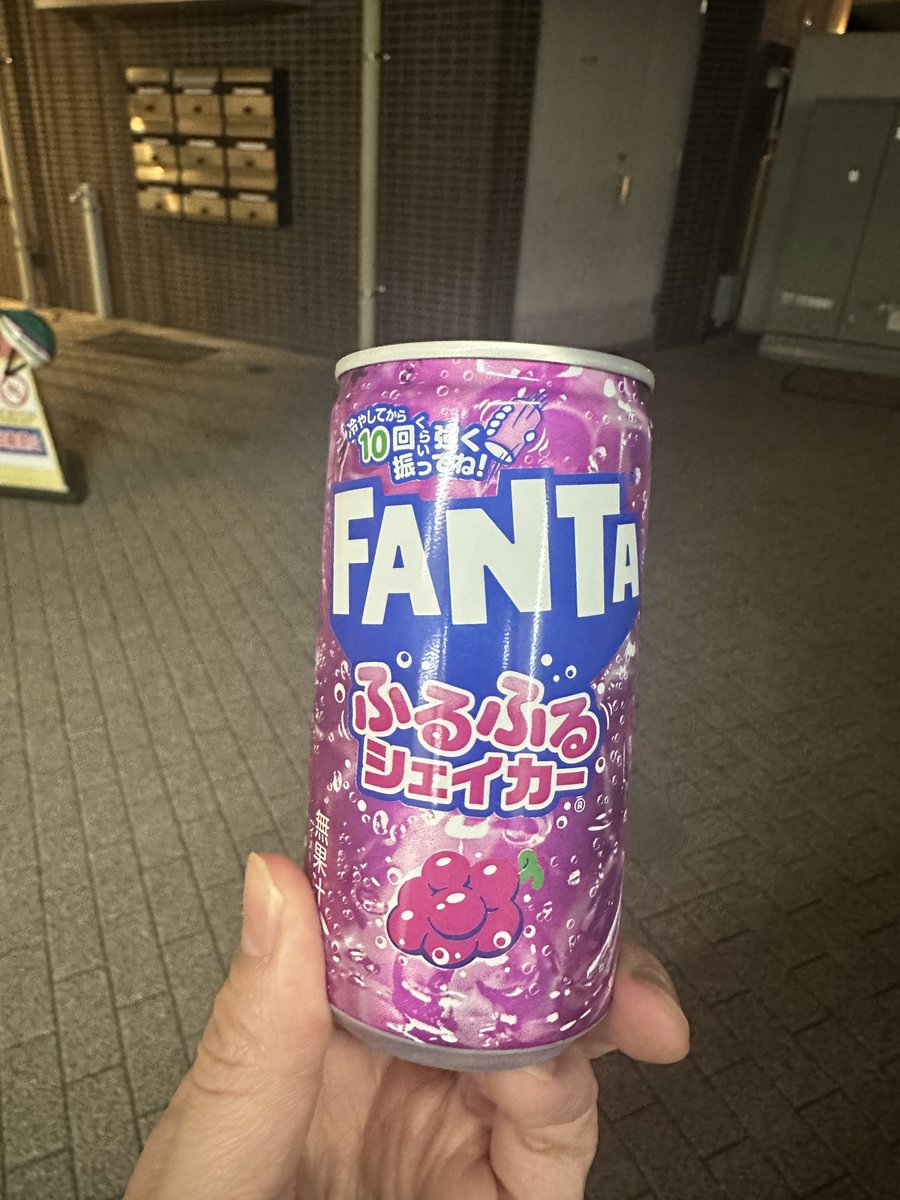 冷やしてから
10回くらい強く
振ってね!
FANTA
ふるふる
シェイカー®
無果汁